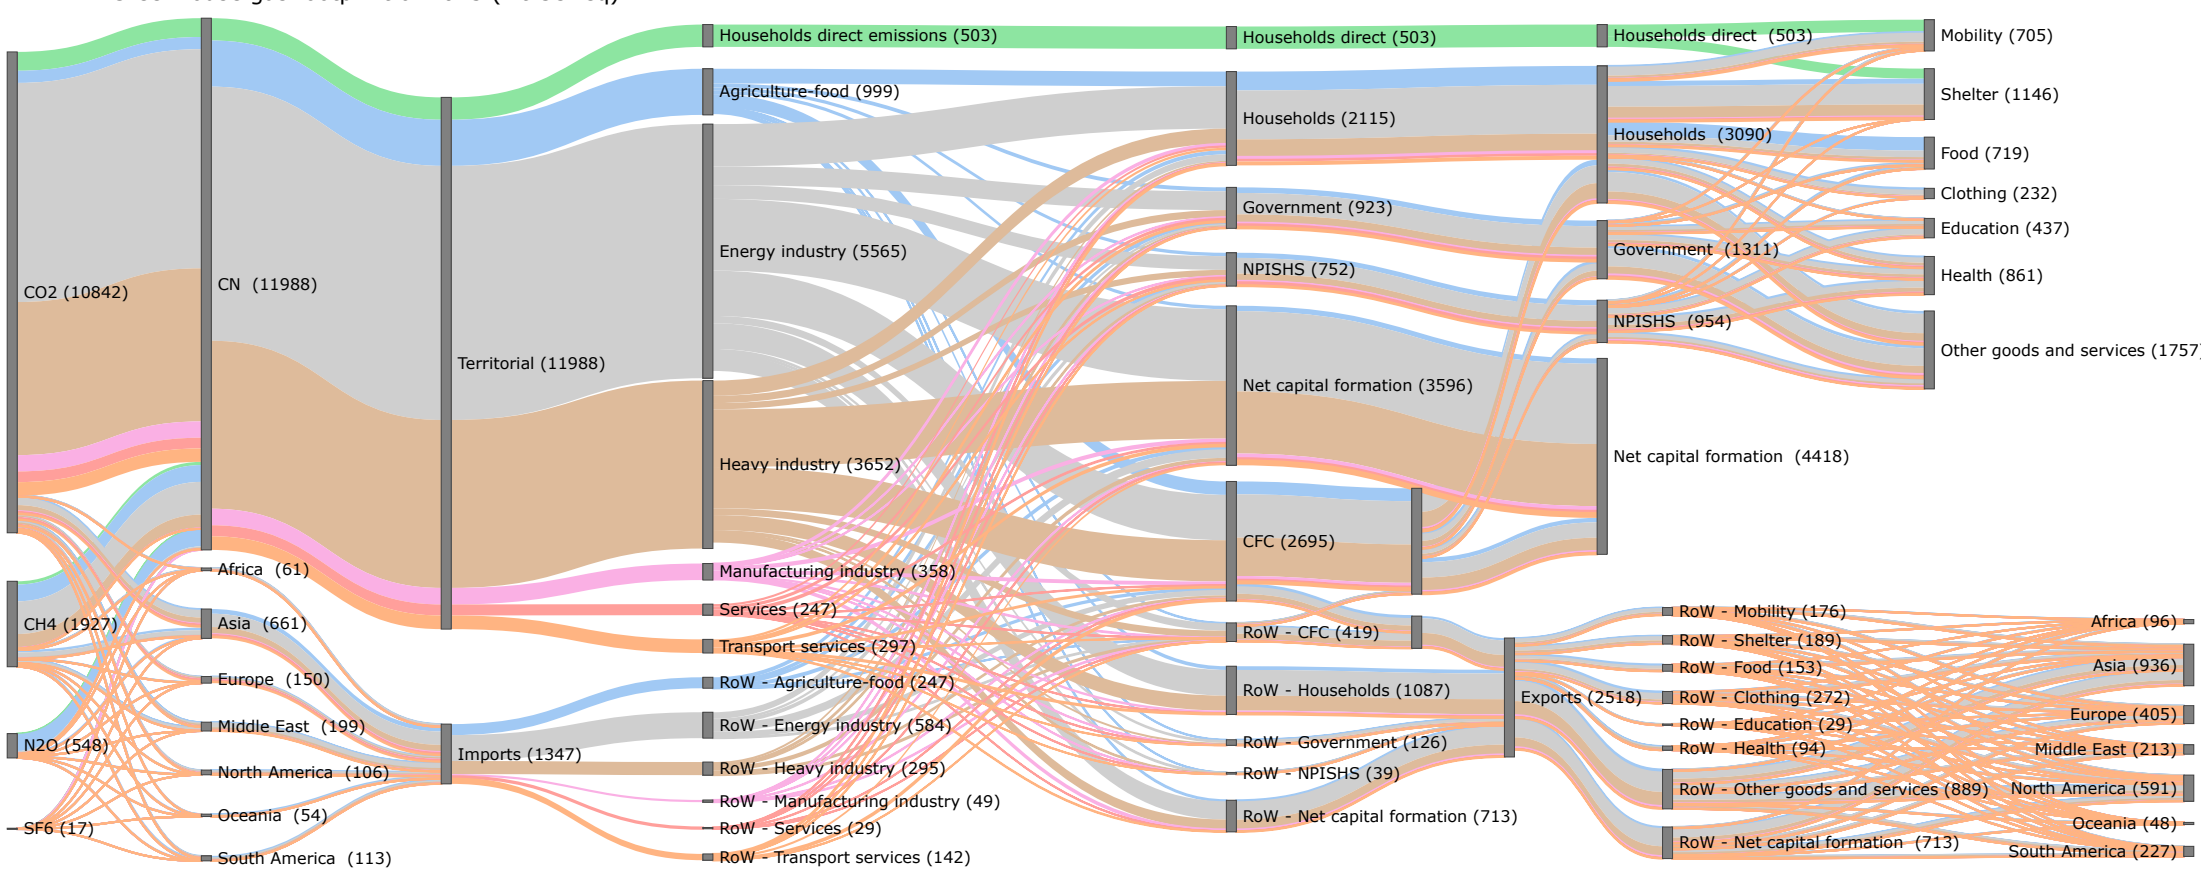 CO2 (10842)
CH4 (1927)
N2O (548)
SF6 (17)
CN  (11988)
Africa  (61)
Asia  (661)
Europe  (150)
Middle East  (199)
North America  (106)
Oceania  (54)
South America  (113)
Territorial (11988)
Imports (1347)
Households direct emissions (503)
Agriculture-food (999)
Energy industry (5565)
Heavy industry (3652)
Manufacturing industry (358)
Services (247)
Transport services (297)
RoW - Agriculture-food (247)
RoW - Energy industry (584)
RoW - Heavy industry (295)
RoW - Manufacturing industry (49)
RoW - Services (29)
RoW - Transport services (142)
Households direct (503)
Households (2115)
Government (923)
NPISHS (752)
Net capital formation (3596)
CFC (2695)
RoW - CFC (419)
RoW - Households (1087)
RoW - Government (126)
RoW - NPISHS (39)
RoW - Net capital formation (713)
Households direct  (503)
Households  (3090)
Government  (1311)
NPISHS  (954)
Net capital formation  (4418)
Exports (2518)
RoW - Mobility (176)
RoW - Shelter (189)
RoW - Food (153)
RoW - Clothing (272)
RoW - Education (29)
RoW - Health (94)
RoW - Other goods and services (889)
RoW - Net capital formation  (713)
Mobility (705)
Shelter (1146)
Food (719)
Clothing (232)
Education (437)
Health (861)
Other goods and services (1757)
Africa (96)
Asia (936)
Europe (405)
Middle East (213)
North America (591)
Oceania (48)
South America (227)